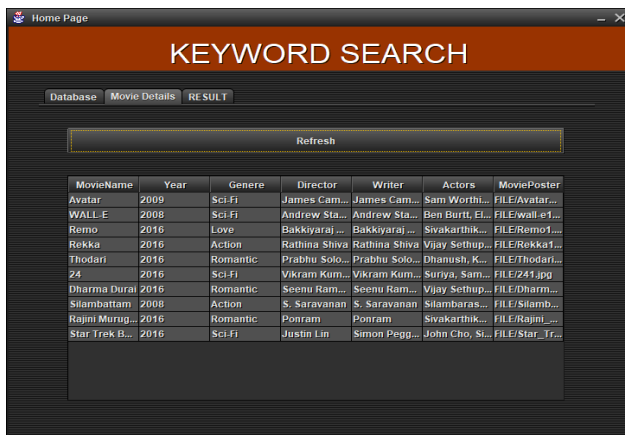 Home Page
KEYWORD SEARCH
Database Movie Details RESULT
Refresh
MovieName Year Genere Director Writer Actors MoviePoster
Avatar 2009 Sci-Fi James Cam... James Cam... Sam Worthi... FILE/Avatar...
WALL-E 2008 Sci-Fi Andrew Sta... Andrew Sta... Ben Burtt, El... FILE/wall-e1...
Remo 2016 Love Bakkiyaraj ... Bakkiyaraj ... Sivakarthik... FILE/Remo1....
Rekka 2016 Action Rathina Shiva Rathina Shiva Vijay Sethup... FILE/Rekka1...
Thodari 2016 Romantic Prabhu Solo... Prabhu Solo... Dhanush, K... FILE/Thodari...
24 2016 Sci-Fi Vikram Kum... Vikram Kum... Suriya, Sam... FILE/241.jpg
Dharma Durai 2016 Romantic Seenu Ram... Seenu Ram... Vijay Sethup... FILE/Dharm...
Silambattam 2008 Action S. Saravanan S. Saravanan Silambaras... FILE/Silamb...
Rajini Murug... 2016 Romantic Ponram Ponram Sivakarthik... FILE/Rajini_...
Star Trek B... 2016 Sci-Fi Justin Lin Simon Pegg... John Cho, Si... FILE/Star_Tr...